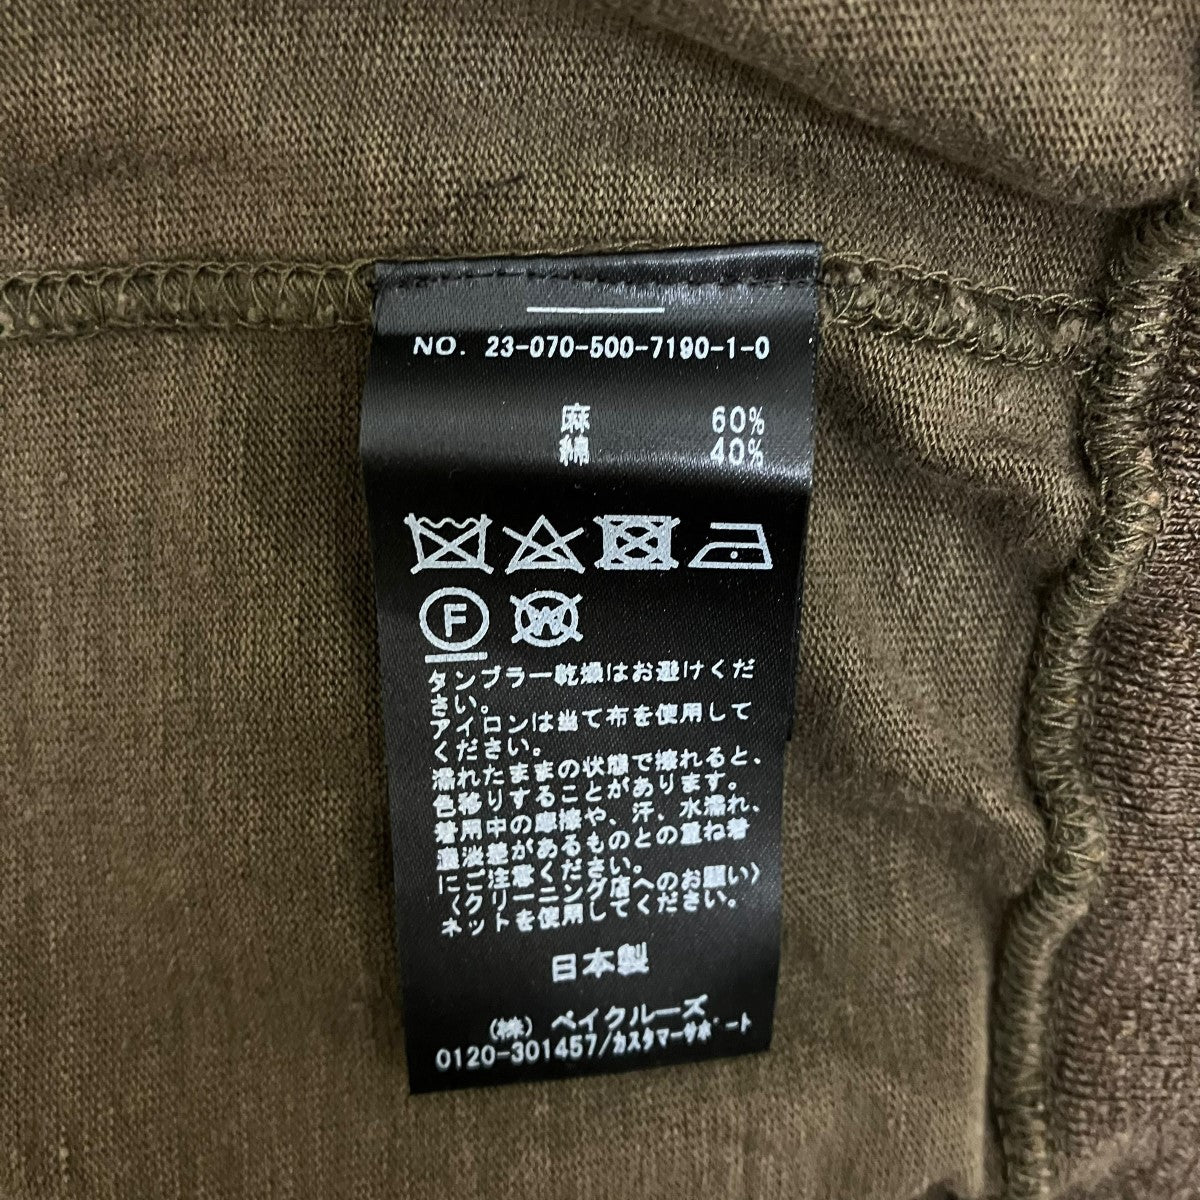 NO. 23-070-500-7190-1-0
麻 60%
綿 40%
F
W
タンブラー乾燥はお避けくだ
さい。
アイロンは当て布を使用して
ください。
濡れたままの状態で擦れると、
色移りすることがあります。
着用中の摩擦や、汗、水濡れ、
濃淡差があるものとの重ね着
にご注意ください。
〈クリーニング店へのお願い〉
ネットを使用してください。
日本製
(株) ベイクルーズ
0120-301457/カスタマーサポート